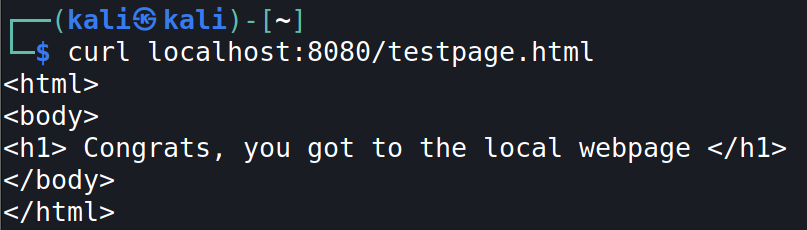 ┌──(kali㉿kali)-[~]
└─$ curl localhost:8080/testpage.html
<html>
<body>
<h1> Congrats, you got to the local webpage </h1>
</body>
</html>